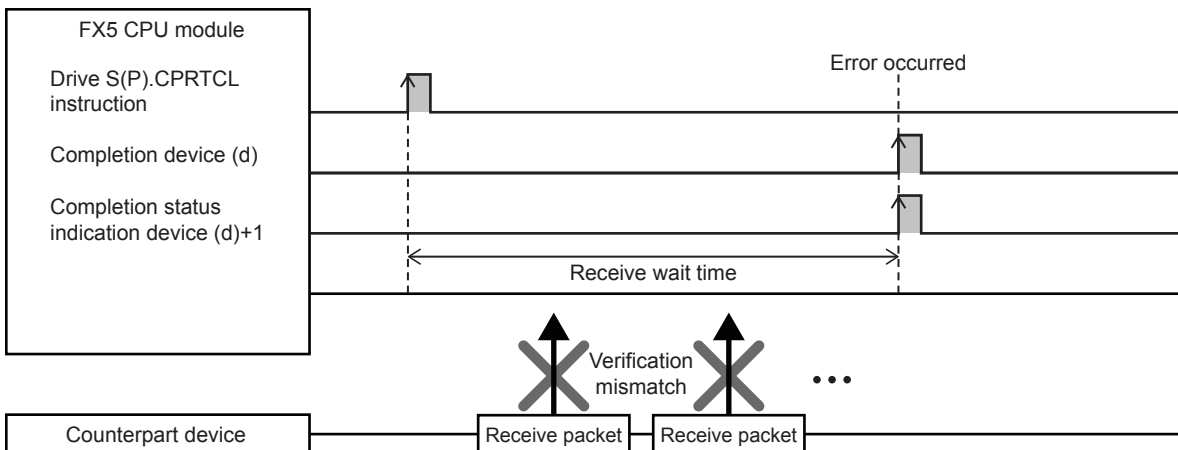 FX5 CPU module
Drive S(P).CPRTCL
instruction
Error occurred
Completion device (d)
Completion status
indication device (d)+1
Receive wait time
Verification
mismatch
•••
Counterpart device
Receive packet
Receive packet